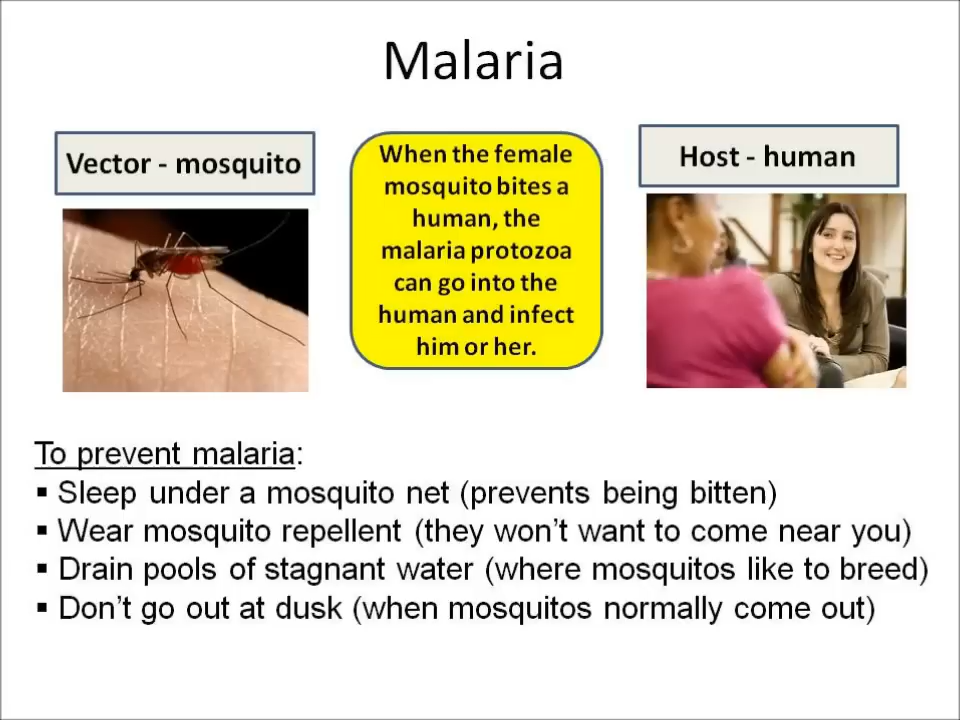 Malaria
Vector - mosquito
When the female
mosquito bites a
human, the
malaria protozoa
can go into the
human and infect
him or her.
Host - human
To prevent malaria:
▪ Sleep under a mosquito net (prevents being bitten)
▪ Wear mosquito repellent (they won’t want to come near you)
▪ Drain pools of stagnant water (where mosquitos like to breed)
▪ Don’t go out at dusk (when mosquitos normally come out)